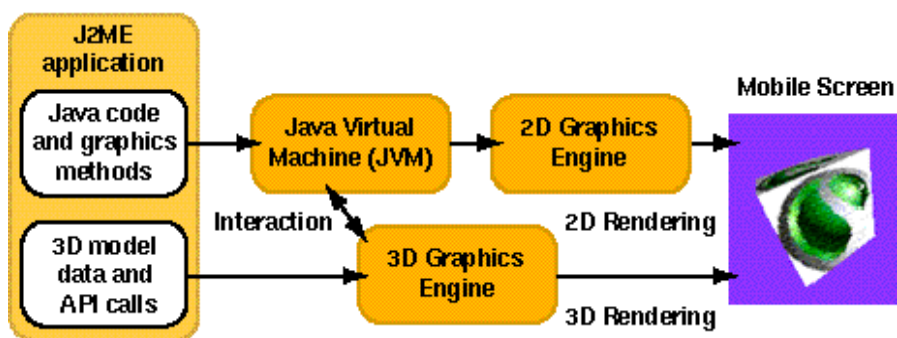 J2ME
application
Java code
and graphics
methods
Java Virtual
Machine (JVM)
2D Graphics
Engine
Mobile Screen
Interaction
2D Rendering
3D model
data and
API calls
3D Graphics
Engine
3D Rendering